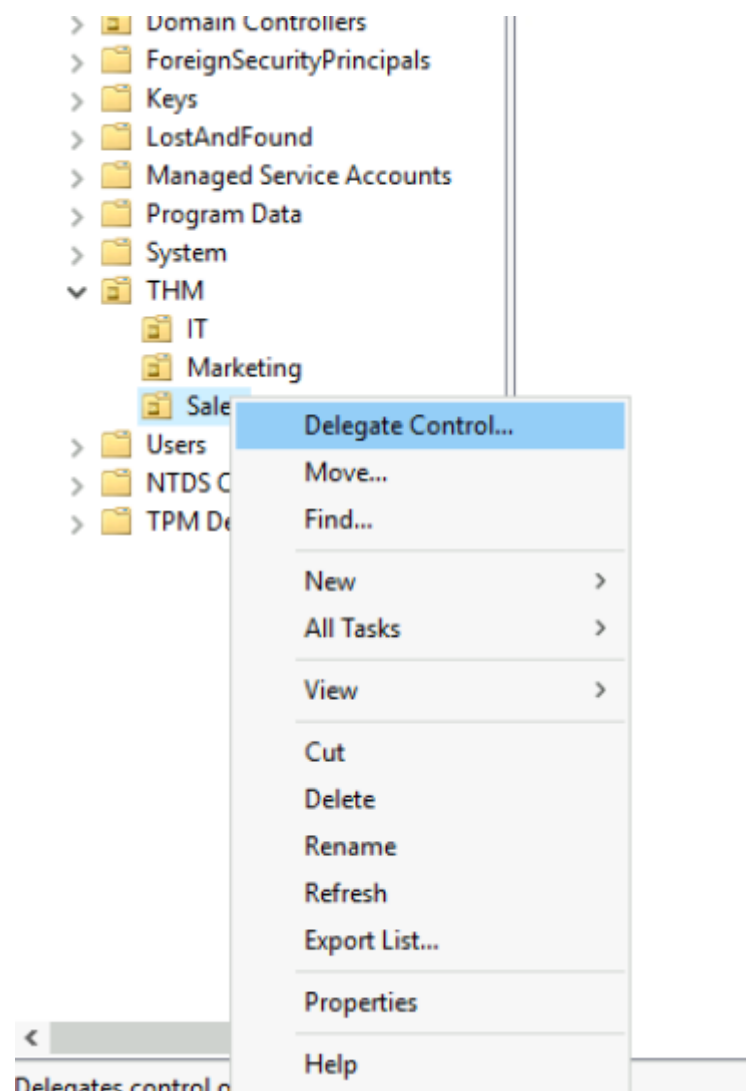 Domain Controllers
ForeignSecurityPrincipals
Keys
LostAndFound
Managed Service Accounts
Program Data
System
THM
IT
Marketing
Sale
Users
NTDS
TPM
Delegate Control...
Move...
Find...
New
All Tasks
View
Cut
Delete
Rename
Refresh
Export List...
Properties
Help
Delegates control